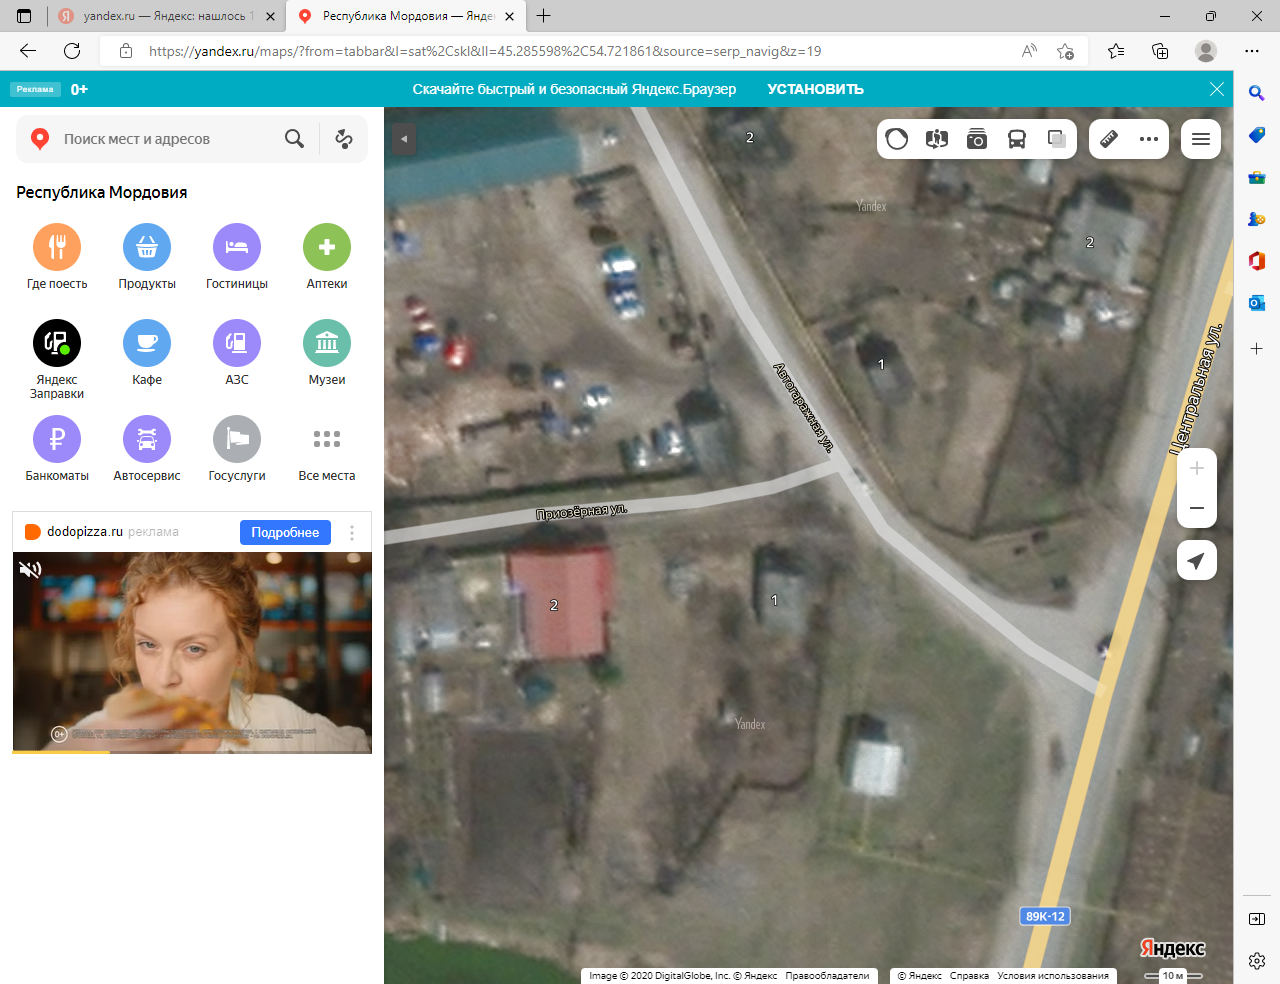 yandex.ru — Яндекс: нашлось 1
Республика Мордовия — Янде
https://yandex.ru/maps/?from=tabbar&l=sat%2Cskl&ll=45.285598%2C54.721861&source=serp_navig&z=19
Реклама
0+
Скачайте быстрый и безопасный Яндекс.Браузер
УСТАНОВИТЬ
Поиск мест и адресов
Республика Мордовия
Где поесть
Продукты
Гостиницы
Аптеки
Яндекс
Заправки
Кафе
АЗС
Музеи
Банкоматы
Автосервис
Госуслуги
Все места
dodopizza.ru реклама
Подробнее
0+
2
Yandex
2
1
Автогаражная ул.
Центральная ул.
Приозёрная ул.
2
1
Yandex
89К-12
Яндекс
Image © 2020 DigitalGlobe, Inc. © Яндекс Правообладатели
© Яндекс Справка Условия использования
10 м